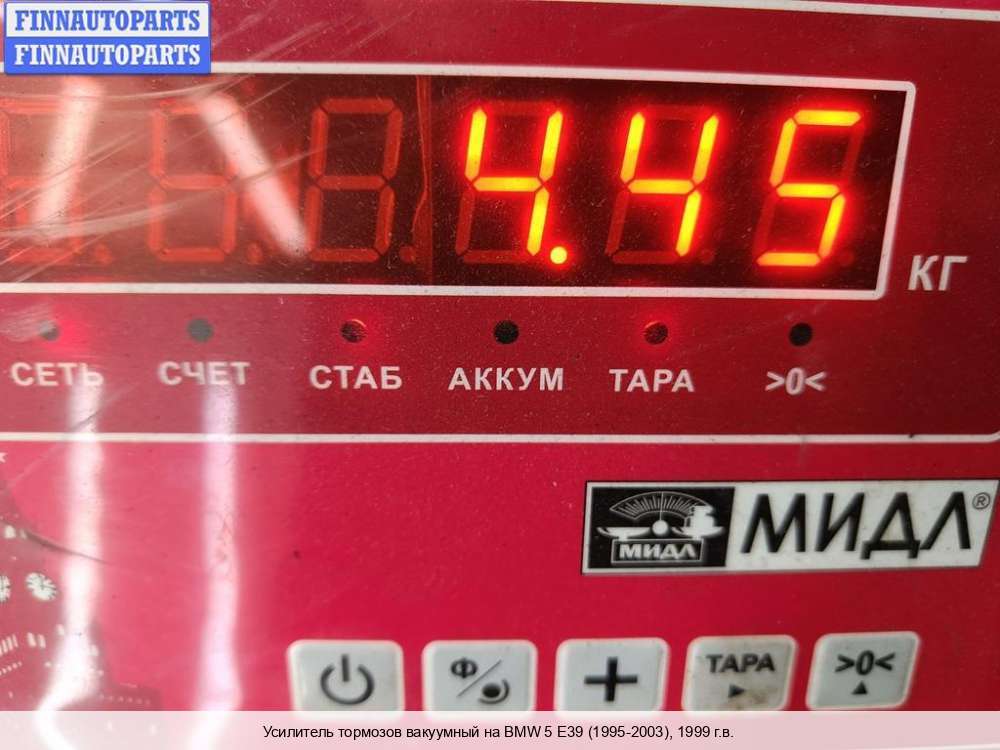 FINNAUTOPARTS
FINNAUTOPARTS
4.45
КГ
СЕТЬ СЧЕТ СТАБ АККУМ ТАРА >0<
МИДЛ МИДЛ®
Ф ТАРА >0<
Усилитель тормозов вакуумный на BMW 5 E39 (1995-2003), 1999 г.в.